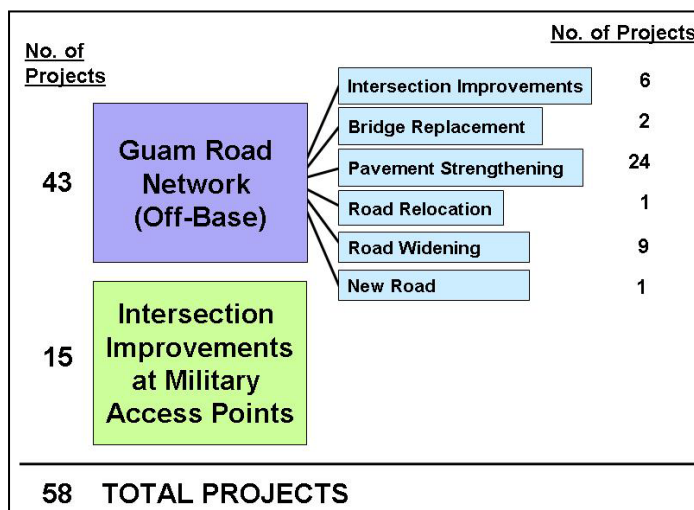 No. of Projects
No. of
Projects
Intersection Improvements 6
Bridge Replacement 2
43
Guam Road
Network
(Off-Base)
Pavement Strengthening 24
Road Relocation 1
Road Widening 9
New Road 1
15
Intersection
Improvements
at Military
Access Points
58 TOTAL PROJECTS